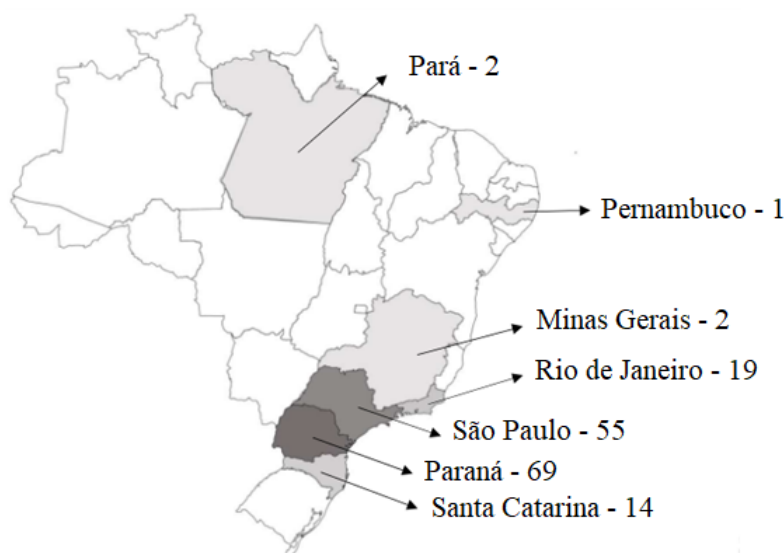 Pará - 2
Pernambuco - 1
Minas Gerais - 2
Rio de Janeiro - 19
São Paulo - 55
Paraná - 69
Santa Catarina - 14